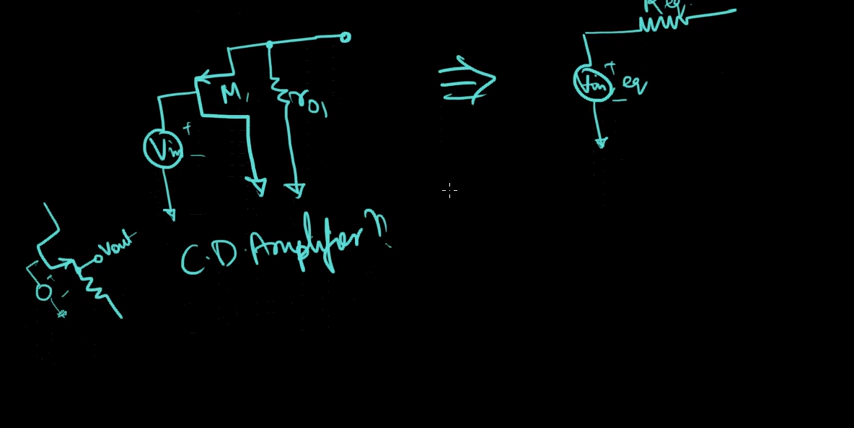 Req
M1
rO1
Vin
+
-
Vin eq
+
-
Vout
C.D. Amplifier